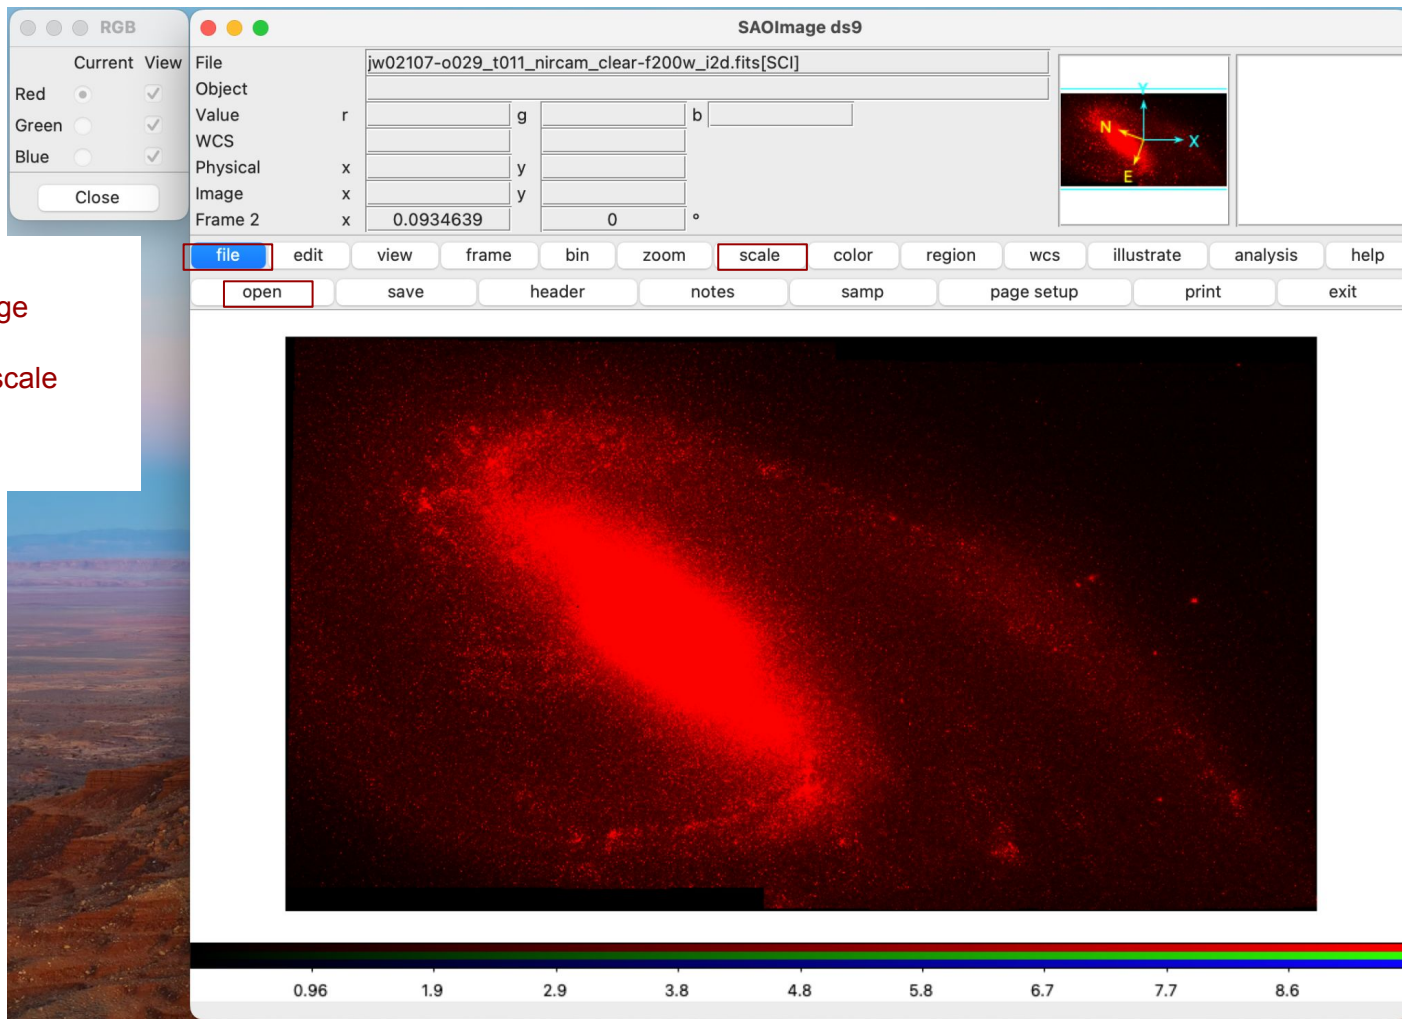 RGB
Current View
Red
Green
Blue
Close
ge
scale
SAOImage ds9
File jw02107-o029_t011_nircam_clear-f200w_i2d.fits[SCI]
Object
Value r g b
WCS
Physical x y
Image x y
Frame 2 x 0.0934639 0 °
file edit view frame bin zoom scale color region wcs illustrate analysis help
open save header notes samp page setup print exit
Y
N
X
E
0.96 1.9 2.9 3.8 4.8 5.8 6.7 7.7 8.6